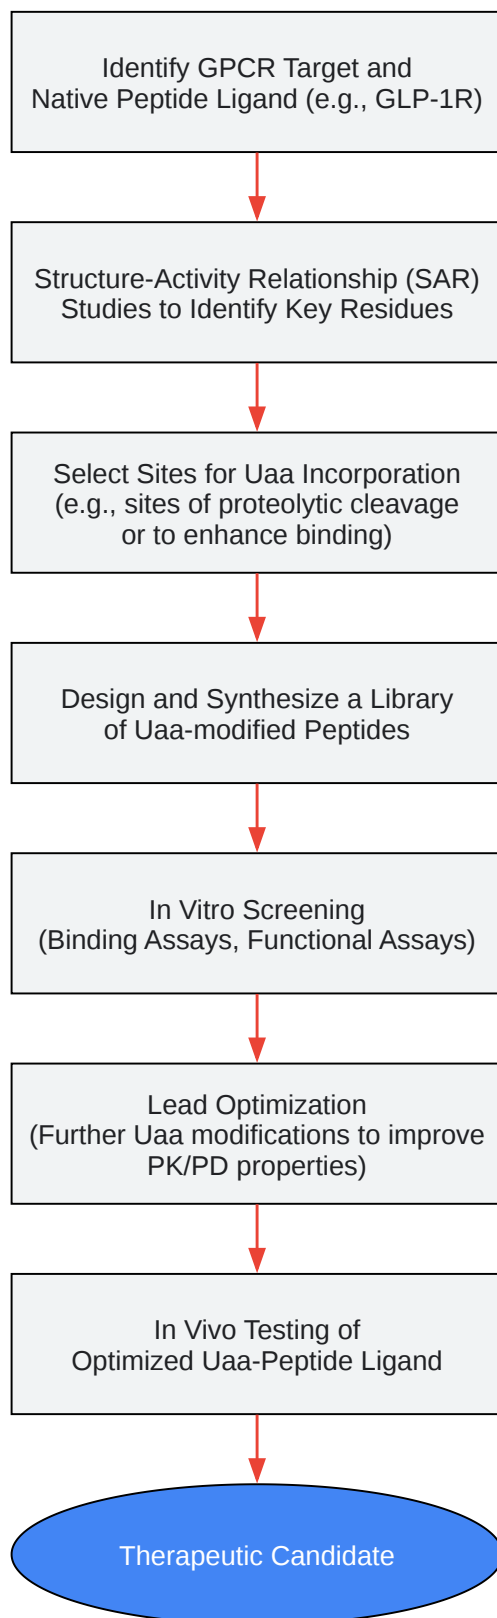 Identify GPCR Target and
Native Peptide Ligand (e.g., GLP-1R)
Structure-Activity Relationship (SAR)
Studies to Identify Key Residues
Select Sites for Uaa Incorporation
(e.g., sites of proteolytic cleavage
or to enhance binding)
Design and Synthesize a Library
of Uaa-modified Peptides
In Vitro Screening
(Binding Assays, Functional Assays)
Lead Optimization
(Further Uaa modifications to improve
PK/PD properties)
In Vivo Testing of
Optimized Uaa-Peptide Ligand
Therapeutic Candidate